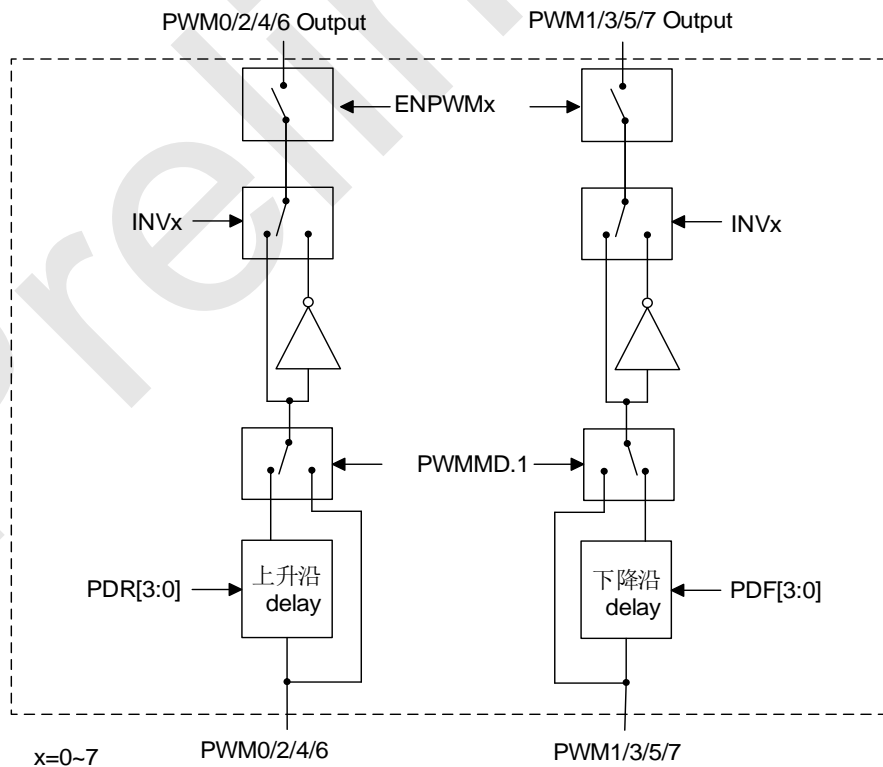 PWM0/2/4/6 Output
PWM1/3/5/7 Output
ENPWMx
INVx
INVx
PWMMD.1
PDR[3:0]
上升沿
delay
下降沿
delay
PDF[3:0]
PWM0/2/4/6
PWM1/3/5/7
x=0~7